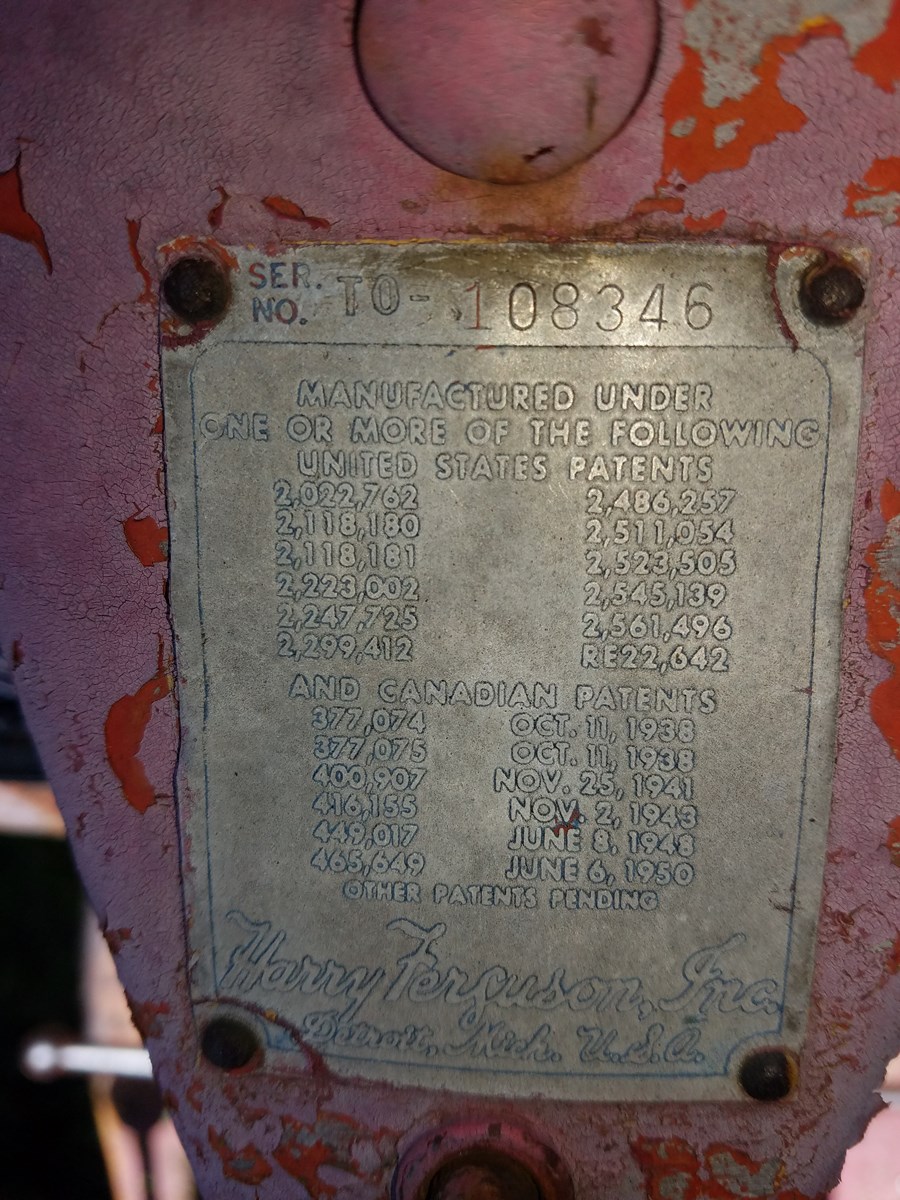 SER. NO. TO-108346
MANUFACTURED UNDER
ONE OR MORE OF THE FOLLOWING
UNITED STATES PATENTS
2,022,762 2,486,257
2,118,180 2,511,054
2,118,181 2,523,505
2,223,002 2,545,139
2,247,725 2,561,496
2,299,412 RE22,642
AND CANADIAN PATENTS
377,074 OCT. 11, 1938
377,075 OCT. 11, 1938
400,907 NOV. 25, 1941
416,155 NOV. 2, 1943
449,017 JUNE 8, 1948
465,649 JUNE 6, 1950
OTHER PATENTS PENDING
Harry Ferguson, Inc.
Detroit, Mich. U.S.A.